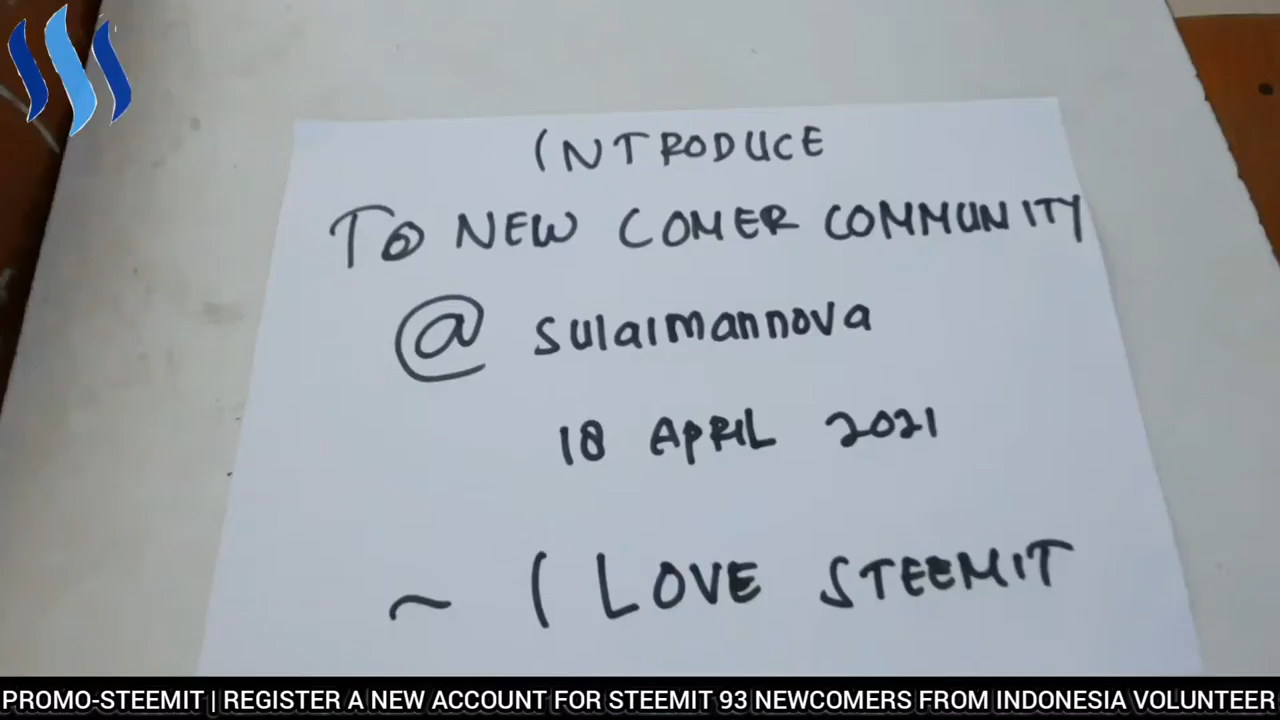 INTRODUCE
TO NEW COMER COMMUNITY
@ sulaimannova
18 APRIL 2021
~ I LOVE STEEMIT
PROMO-STEEMIT | REGISTER A NEW ACCOUNT FOR STEEMIT 93 NEWCOMERS FROM INDONESIA VOLUNTEER